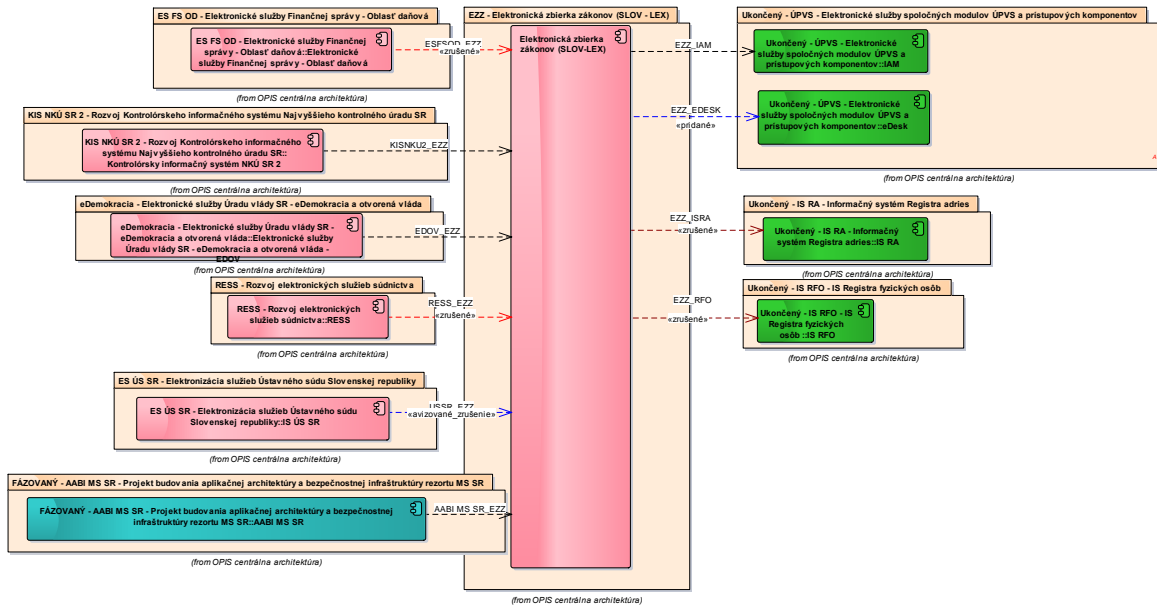 ES FS OD - Elektronické služby Finančnej správy - Oblasť daňová
ES FS OD - Elektronické služby Finančnej
správy - Oblasť daňová::Elektronické
služby Finančnej správy - Oblasť daňová
(from OPIS centrálna architektúra)
ESFSOD_EZZ
«zrušené»
KIS NKÚ SR 2 - Rozvoj Kontrolórskeho informačného systému Najvyššieho kontrolného úradu SR
KIS NKÚ SR 2 - Rozvoj Kontrolórskeho informačného
systému Najvyššieho kontrolného úradu SR::
Kontrolórsky informačný systém NKÚ SR 2
(from OPIS centrálna architektúra)
KISNKU2_EZZ
eDemokracia - Elektronické služby Úradu vlády SR - eDemokracia a otvorená vláda
eDemokracia - Elektronické služby Úradu vlády SR -
eDemokracia a otvorená vláda::Elektronické služby
Úradu vlády SR - eDemokracia a otvorená vláda -
EDOV
(from OPIS centrálna architektúra)
EDOV_EZZ
RESS - Rozvoj elektronických služieb súdnictva
RESS - Rozvoj elektronických
služieb súdnictva::RESS
(from OPIS centrálna architektúra)
RESS_EZZ
«zrušené»
ES ÚS SR - Elektronizácia služieb Ústavného súdu Slovenskej republiky
ES ÚS SR - Elektronizácia služieb Ústavného súdu
Slovenskej republiky::IS ÚS SR
(from OPIS centrálna architektúra)
USSR_EZZ
«avizované_zrušenie»
FÁZOVANÝ - AABI MS SR - Projekt budovania aplikačnej architektúry a bezpečnostnej infraštruktúry rezortu MS SR
FÁZOVANÝ - AABI MS SR - Projekt budovania aplikačnej architektúry a bezpečnostnej
infraštruktúry rezortu MS SR::AABI MS SR
(from OPIS centrálna architektúra)
AABI MS SR_EZZ
EZZ - Elektronická zbierka zákonov (SLOV - LEX)
Elektronická zbierka
zákonov (SLOV-LEX)
(from OPIS centrálna architektúra)
EZZ_IAM
EZZ_EDESK
«pridané»
EZZ_ISRA
«zrušené»
EZZ_RFO
«zrušené»
Ukončený - ÚPVS - Elektronické služby spoločných modulov ÚPVS a prístupových komponentov
Ukončený - ÚPVS - Elektronické
služby spoločných modulov ÚPVS a
prístupových komponentov::IAM
Ukončený - ÚPVS - Elektronické
služby spoločných modulov ÚPVS a
prístupových komponentov::eDesk
A
(from OPIS centrálna architektúra)
Ukončený - IS RA - Informačný systém Registra adries
Ukončený - IS RA - Informačný
systém Registra adries::IS RA
(from OPIS centrálna architektúra)
Ukončený - IS RFO - IS Registra fyzických osôb
Ukončený - IS RFO - IS
Registra fyzických
osôb ::IS RFO
(from OPIS centrálna architektúra)